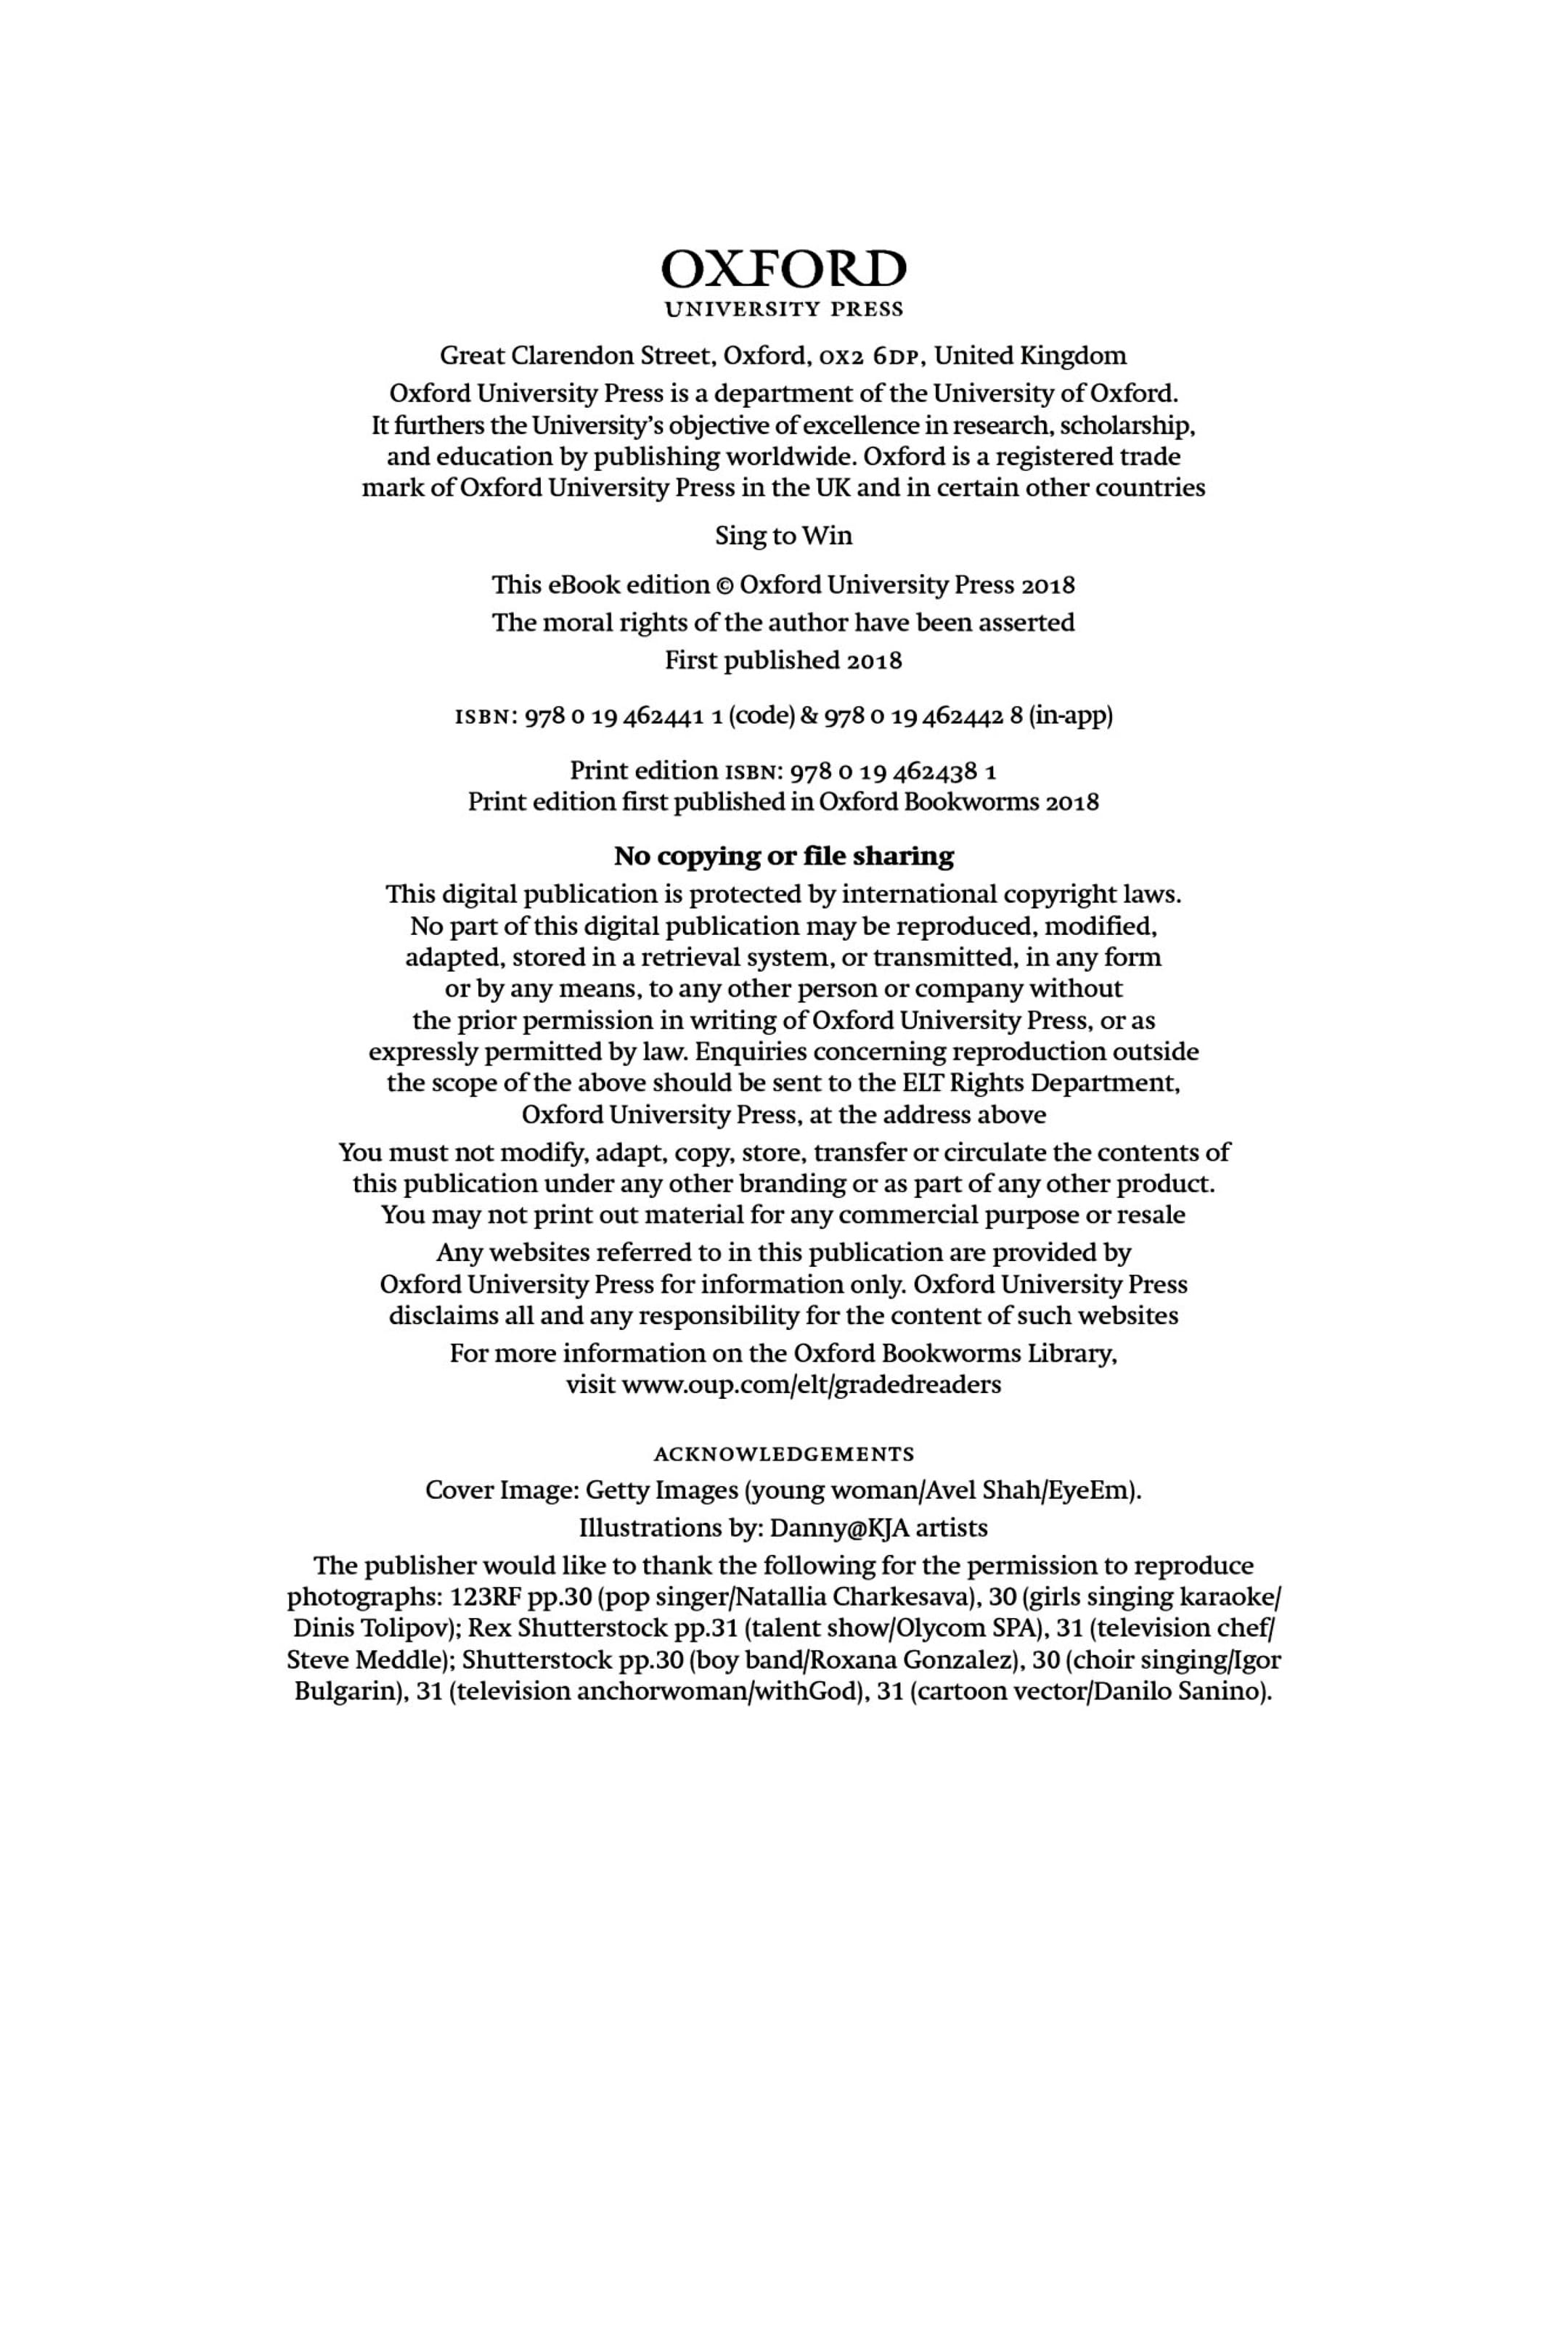 OXFORD
UNIVERSITY PRESS
Great Clarendon Street, Oxford, OX2 6DP, United Kingdom
Oxford University Press is a department of the University of Oxford.
It furthers the University’s objective of excellence in research, scholarship,
and education by publishing worldwide. Oxford is a registered trade
mark of Oxford University Press in the UK and in certain other countries
Sing to Win
This eBook edition © Oxford University Press 2018
The moral rights of the author have been asserted
First published 2018
ISBN: 978 0 19 462441 1 (code) & 978 0 19 462442 8 (in-app)
Print edition ISBN: 978 0 19 462438 1
Print edition first published in Oxford Bookworms 2018
No copying or file sharing
This digital publication is protected by international copyright laws.
No part of this digital publication may be reproduced, modified,
adapted, stored in a retrieval system, or transmitted, in any form
or by any means, to any other person or company without
the prior permission in writing of Oxford University Press, or as
expressly permitted by law. Enquiries concerning reproduction outside
the scope of the above should be sent to the ELT Rights Department,
Oxford University Press, at the address above
You must not modify, adapt, copy, store, transfer or circulate the contents of
this publication under any other branding or as part of any other product.
You may not print out material for any commercial purpose or resale
Any websites referred to in this publication are provided by
Oxford University Press for information only. Oxford University Press
disclaims all and any responsibility for the content of such websites
For more information on the Oxford Bookworms Library,
visit www.oup.com/elt/gradedreaders
ACKNOWLEDGEMENTS
Cover Image: Getty Images (young woman/Avel Shah/EyeEm).
Illustrations by: Danny@KJA artists
The publisher would like to thank the following for the permission to reproduce
photographs: 123RF pp.30 (pop singer/Natallia Charkesava), 30 (girls singing karaoke/
Dinis Tolipov); Rex Shutterstock pp.31 (talent show/Olycom SPA), 31 (television chef/
Steve Meddle); Shutterstock pp.30 (boy band/Roxana Gonzalez), 30 (choir singing/Igor
Bulgarin), 31 (television anchorwoman/withGod), 31 (cartoon vector/Danilo Sanino).